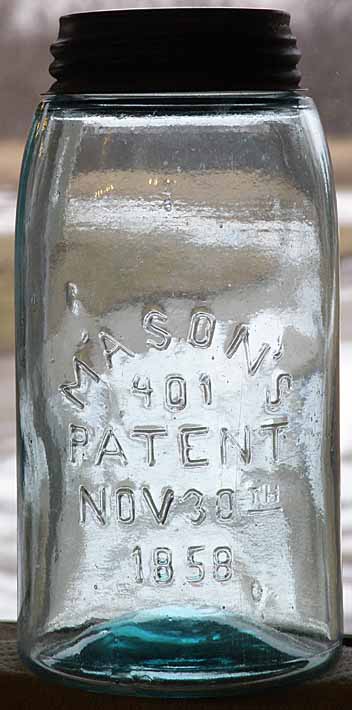 MASON'S
401
PATENT
NOV 30TH
1858